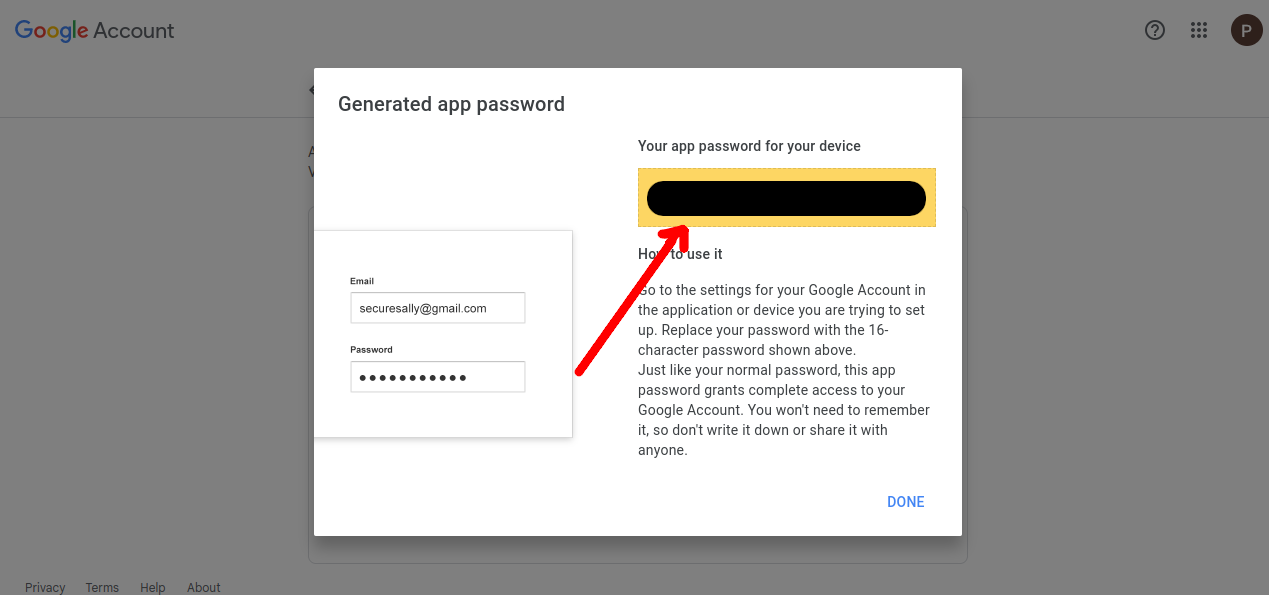 Google Account
P
Generated app password
Your app password for your device
How to use it
Email
securesally@gmail.com
Password
Go to the settings for your Google Account in
the application or device you are trying to set
up. Replace your password with the 16-
character password shown above.
Just like your normal password, this app
password grants complete access to your
Google Account. You won't need to remember
it, so don't write it down or share it with
anyone.
DONE
Privacy Terms Help About